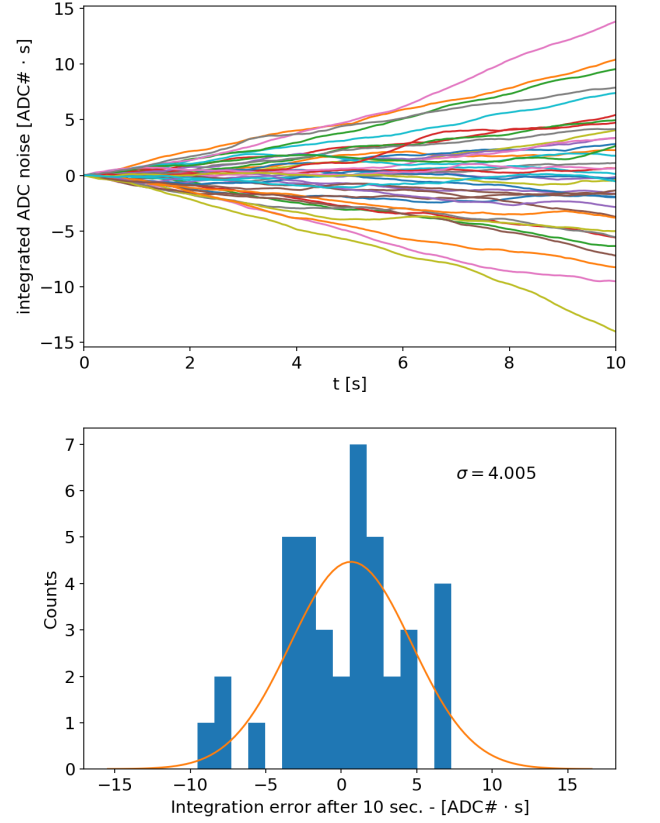 integrated ADC noise [ADC# · s]
15
10
5
0
−5
−10
−15
0 2 4 6 8 10
t [s]
σ = 4.005
Counts
7
6
5
4
3
2
1
0
−15 −10 −5 0 5 10 15
Integration error after 10 sec. - [ADC# · s]